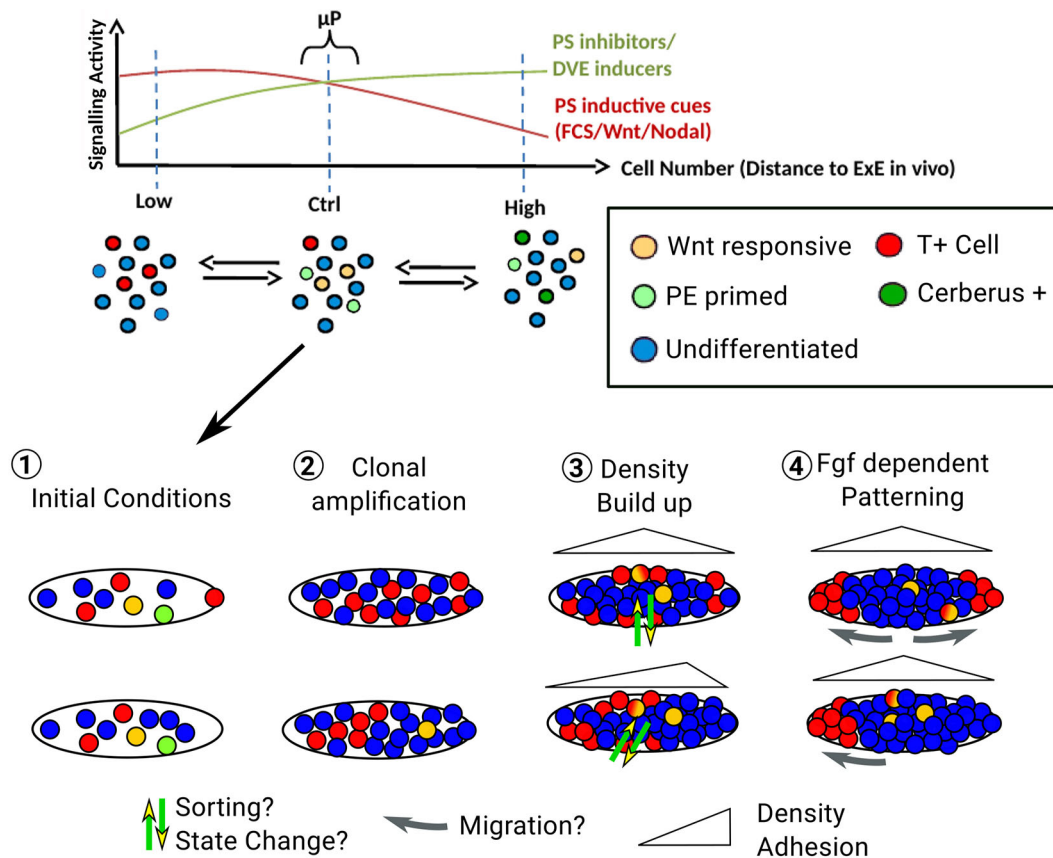 µP
PS inhibitors/
DVE inducers
Signalling Activity
PS inductive cues
(FCS/Wnt/Nodal)
Cell Number (Distance to ExE in vivo)
Low
Ctrl
High
Wnt responsive
T+ Cell
PE primed
Cerberus +
Undifferentiated
1
Initial Conditions
2
Clonal
amplification
3
Density
Build up
4
Fgf dependent
Patterning
Sorting?
State Change?
Migration?
Density
Adhesion